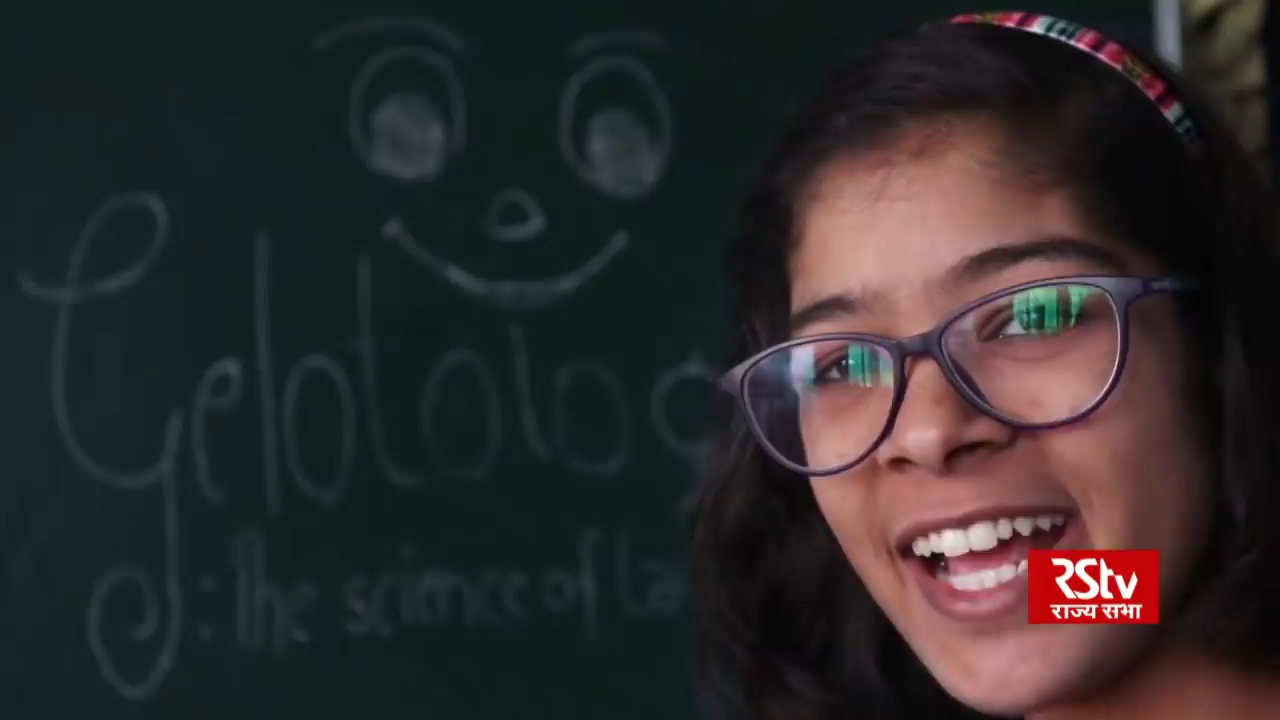 Gelotolog
: the science of la
RStv
राज्य सभा